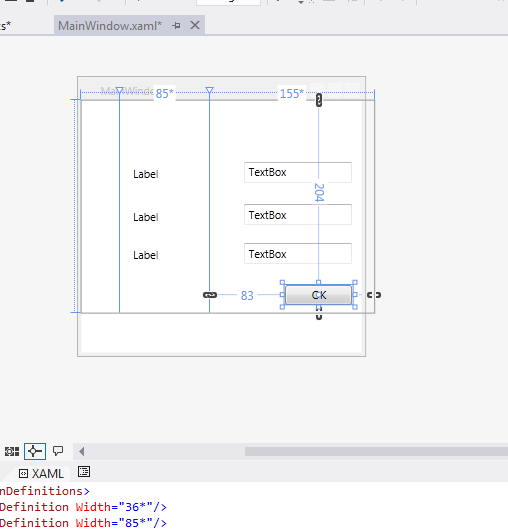 s*
MainWindow.xaml*
MainWindow
85*
155*
Label
TextBox
204
Label
TextBox
Label
TextBox
83
OK
XAML
nDefinitions>
Definition Width="36*"/>
Definition Width="85*"/>